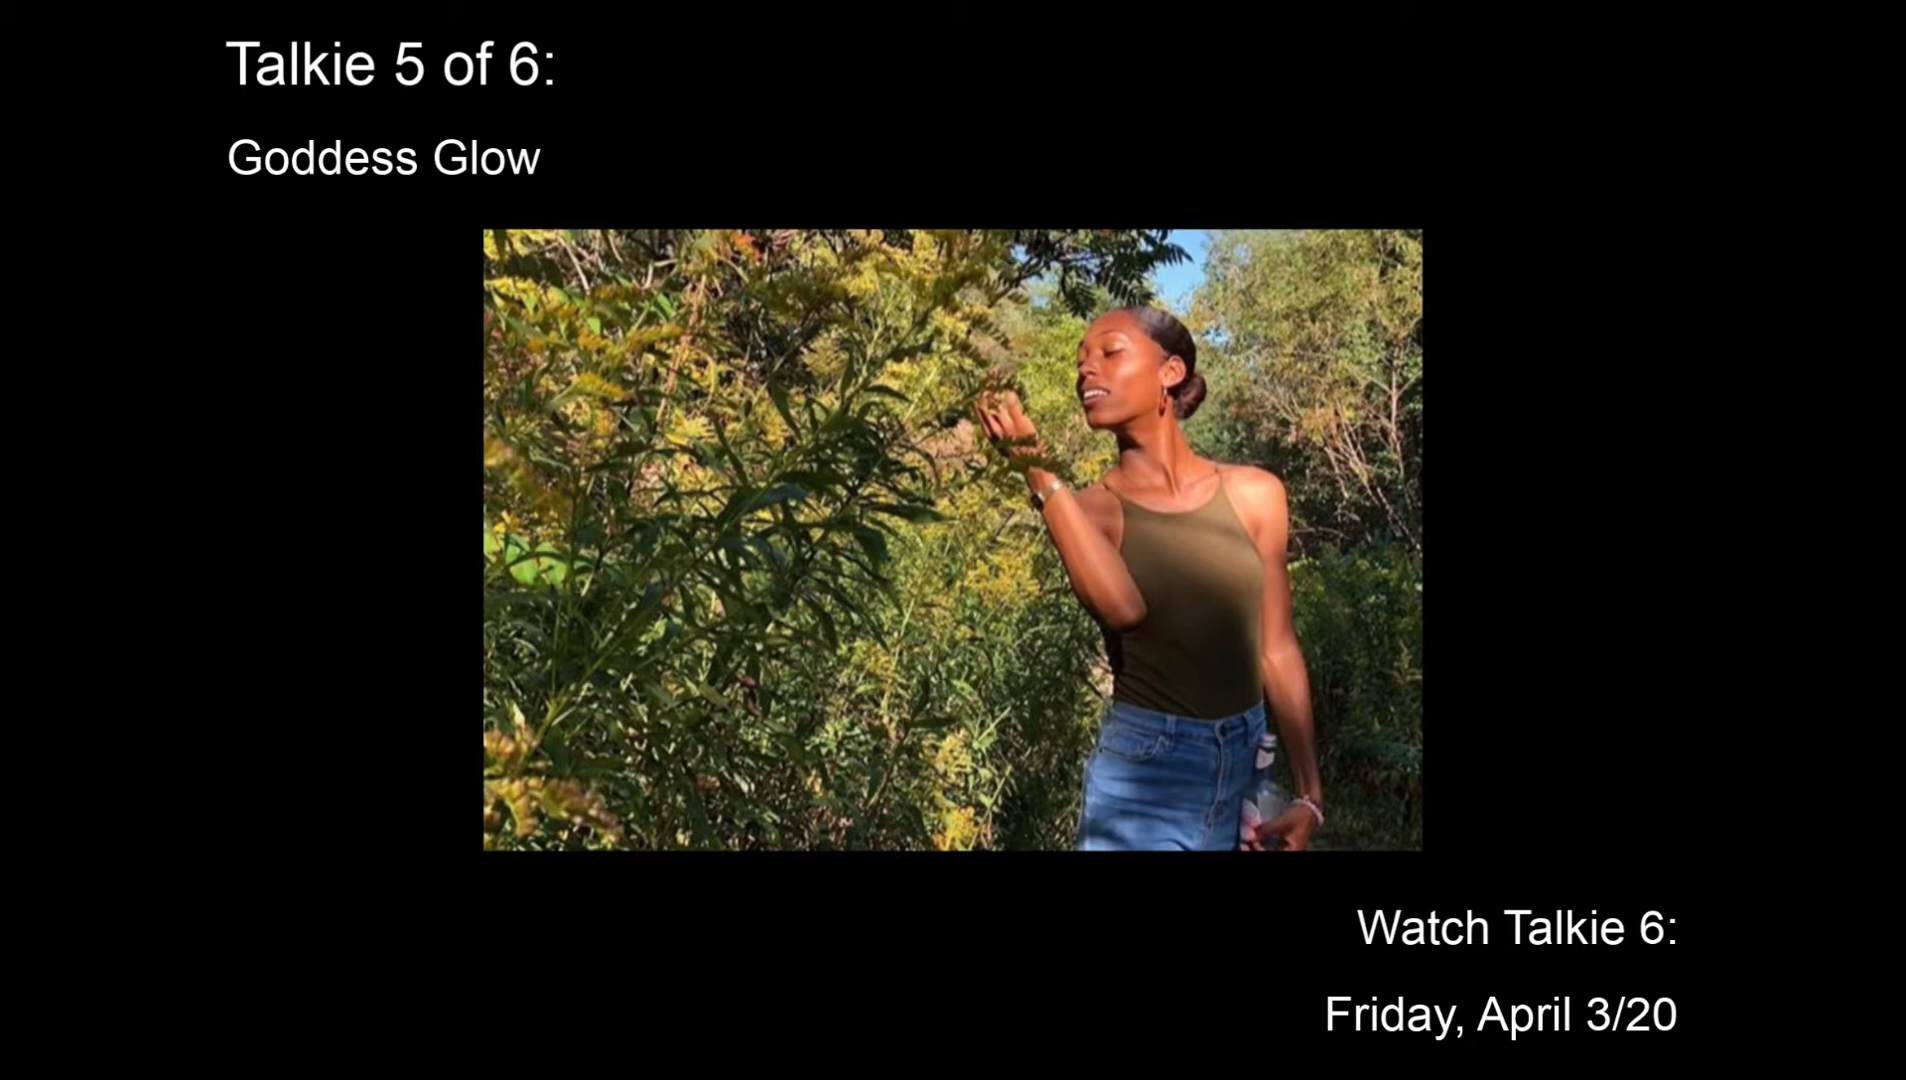 Talkie 5 of 6:
Goddess Glow
Watch Talkie 6:
Friday, April 3/20